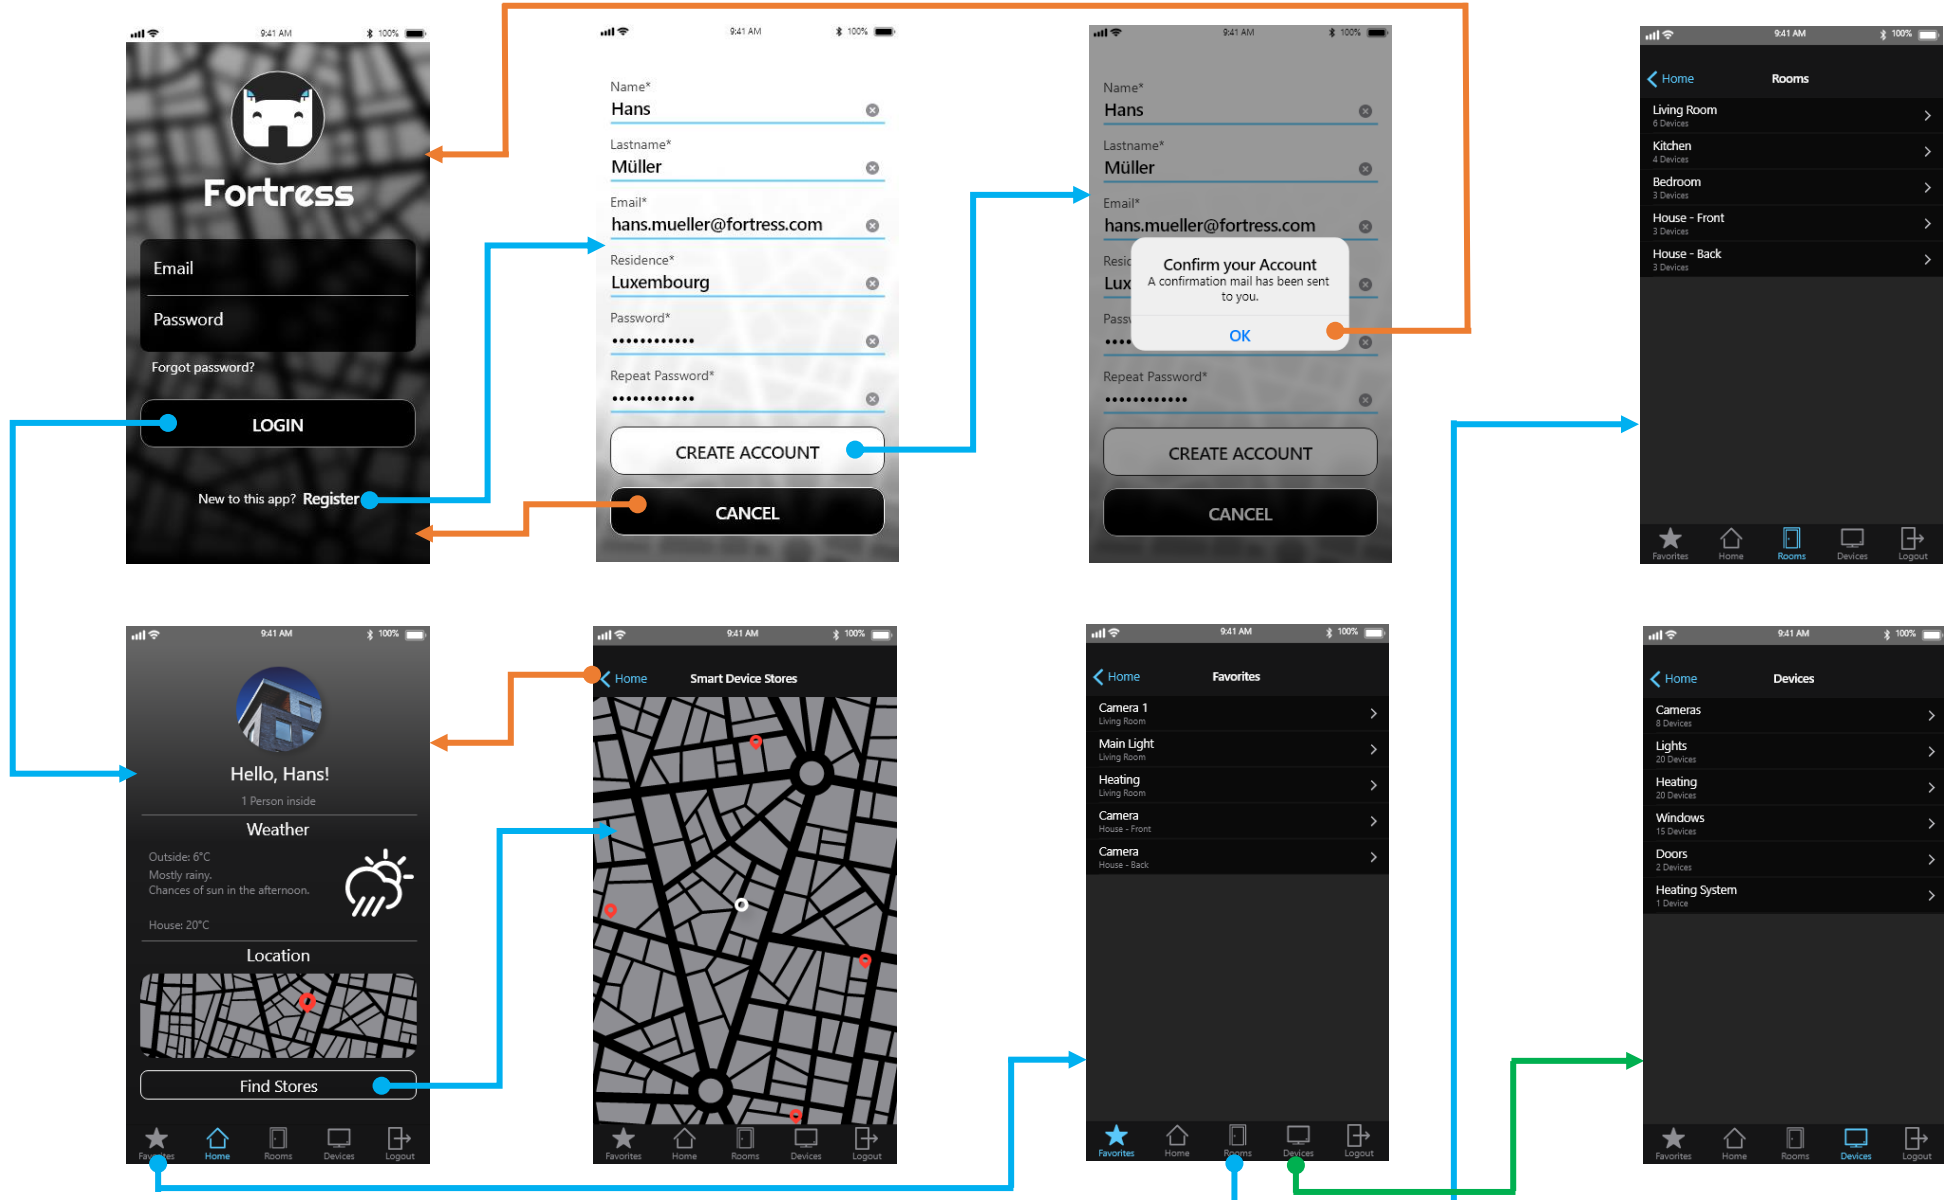 9:41 AM
100%
Fortress
Email
Password
Forgot password?
LOGIN
New to this app? Register
9:41 AM
100%
Name*
Hans
Lastname*
Müller
Email*
hans.mueller@fortress.com
Residence*
Luxembourg
Password*
••••••••••••
Repeat Password*
••••••••••••
CREATE ACCOUNT
CANCEL
9:41 AM
100%
Name*
Hans
Lastname*
Müller
Email*
hans.mueller@fortress.com
Resid
Lux
Passw
••••
Confirm your Account
A confirmation mail has been sent
to you.
OK
Repeat Password*
••••••••••••
CREATE ACCOUNT
CANCEL
9:41 AM
100%
Home
Rooms
Living Room
6 Devices
Kitchen
4 Devices
Bedroom
3 Devices
House - Front
3 Devices
House - Back
3 Devices
Favorites Home Rooms Devices Logout
9:41 AM
100%
Hello, Hans!
1 Person inside
Weather
Outside: 6°C
Mostly rainy.
Chances of sun in the afternoon.
House: 20°C
Location
Find Stores
Favorites Home Rooms Devices Logout
9:41 AM
100%
Home
Smart Device Stores
Favorites Home Rooms Devices Logout
9:41 AM
100%
Home
Favorites
Camera 1
Living Room
Main Light
Living Room
Heating
Living Room
Camera
House - Front
Camera
House - Back
Favorites Home Rooms Devices Logout
9:41 AM
100%
Home
Devices
Cameras
8 Devices
Lights
20 Devices
Heating
20 Devices
Windows
15 Devices
Doors
2 Devices
Heating System
1 Device
Favorites Home Rooms Devices Logout